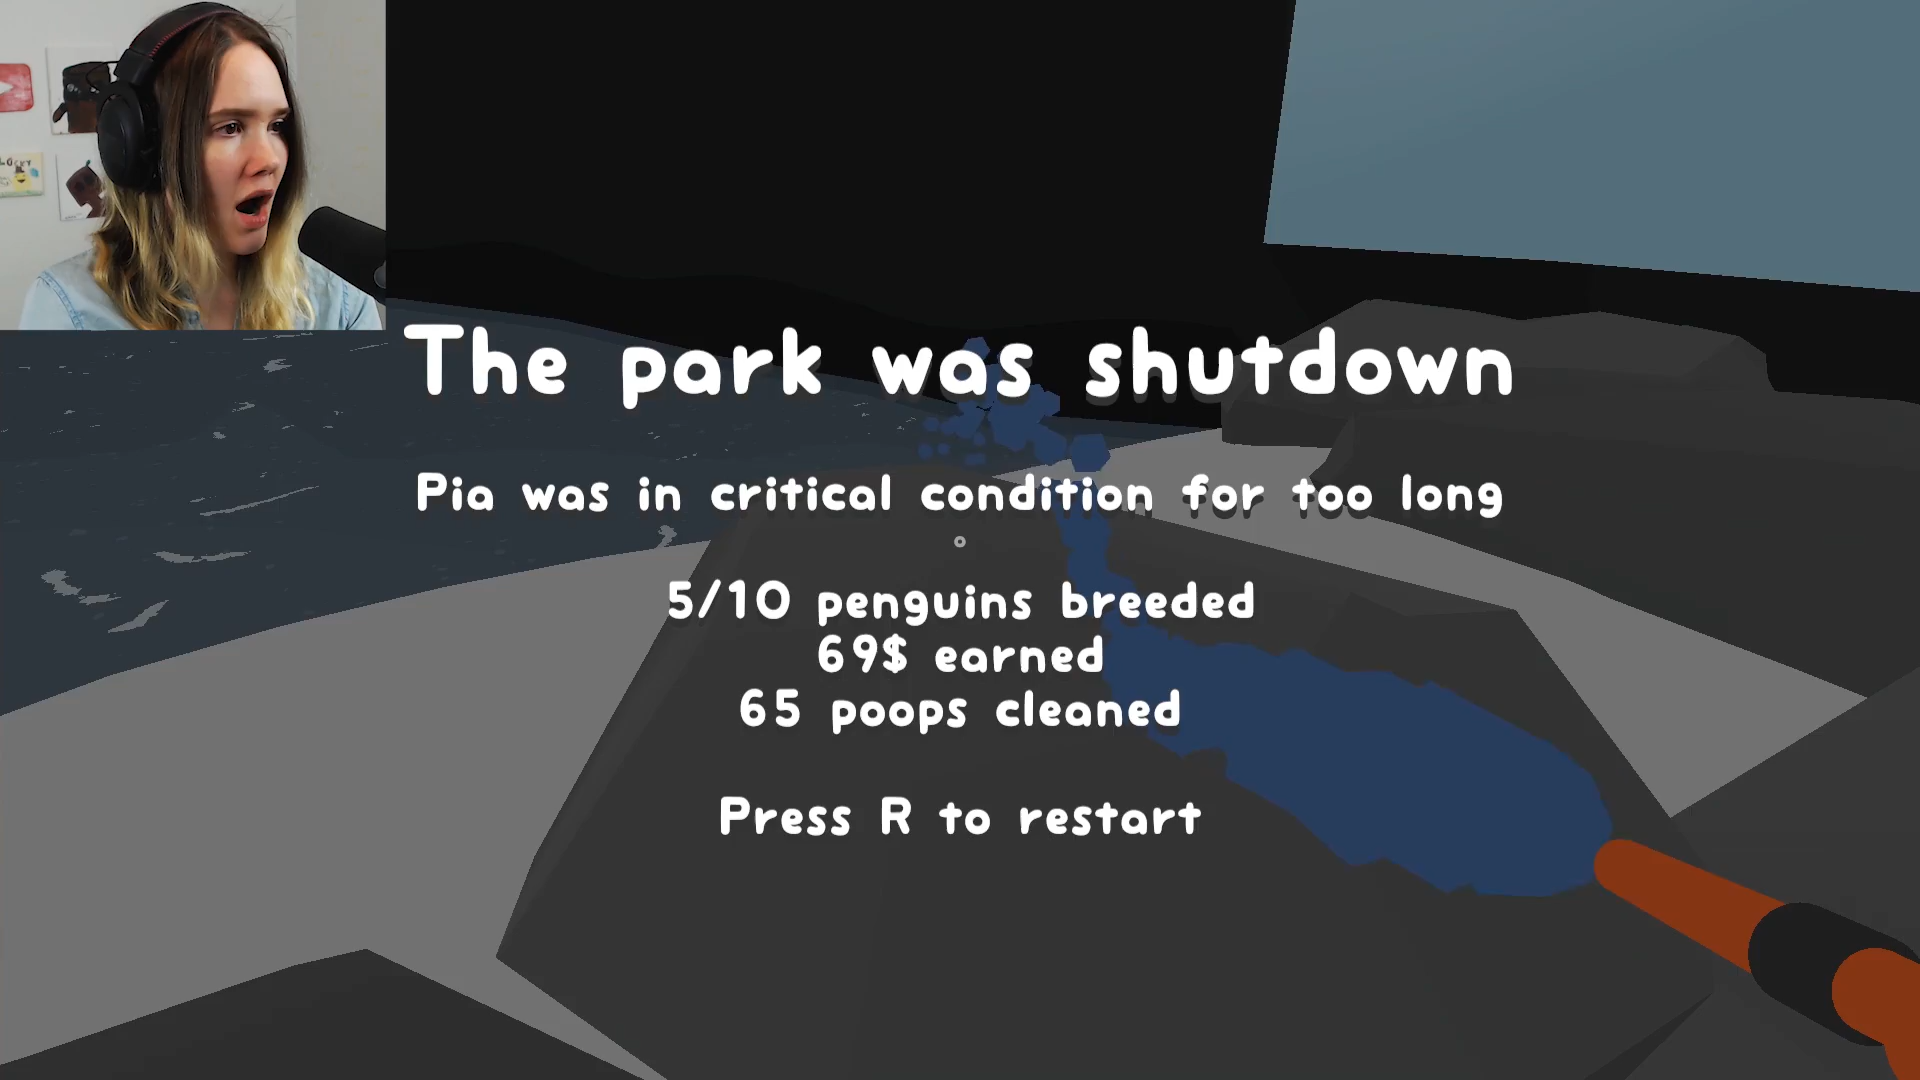 The park was shutdown
Pia was in critical condition for too long
5/10 penguins breeded
69$ earned
65 poops cleaned
Press R to restart